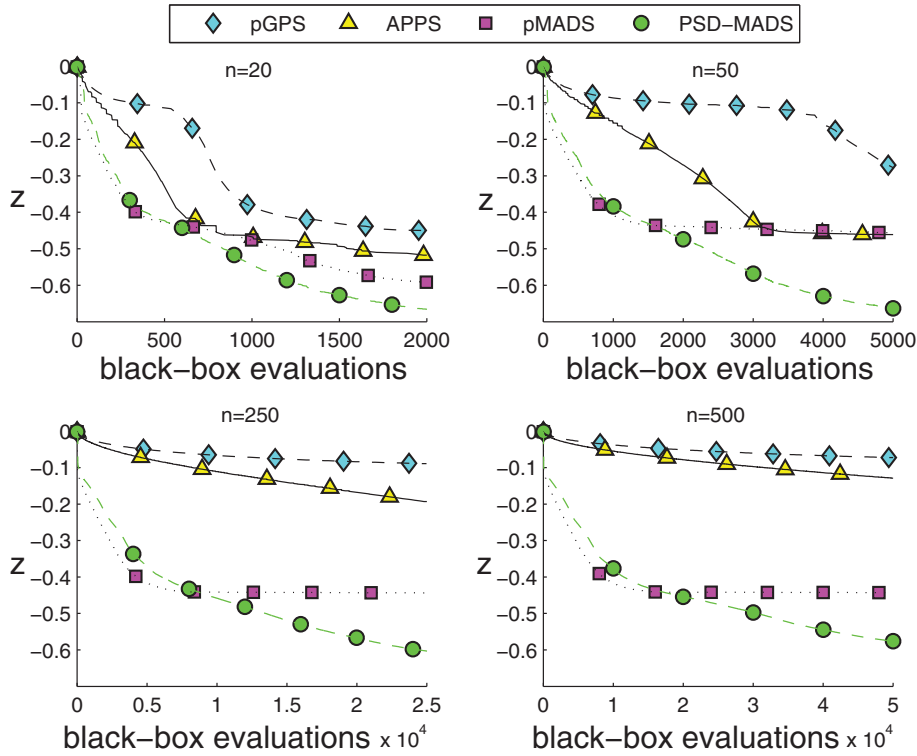 pGPS APPS pMADS PSD−MADS
n=20
0
−0.1
−0.2
−0.3
−0.4
−0.5
−0.6
z
0 500 1000 1500 2000
black−box evaluations
n=50
0
−0.1
−0.2
−0.3
−0.4
−0.5
−0.6
z
0 1000 2000 3000 4000 5000
black−box evaluations
n=250
0
−0.1
−0.2
−0.3
−0.4
−0.5
−0.6
z
0 0.5 1 1.5 2 2.5
black−box evaluations x 10^4
n=500
0
−0.1
−0.2
−0.3
−0.4
−0.5
−0.6
z
0 1 2 3 4 5
black−box evaluations x 10^4